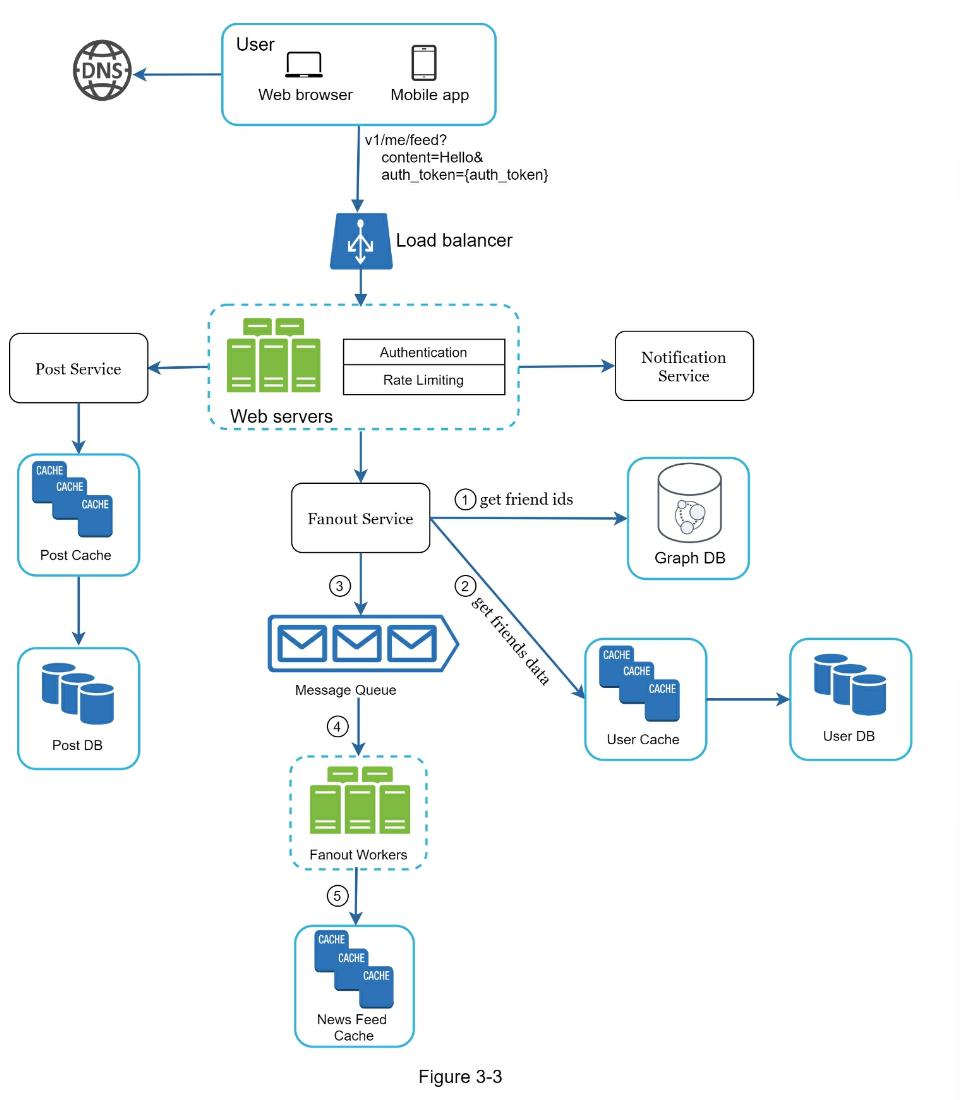 User
DNS
Web browser
Mobile app
v1/me/feed?
content=Hello&
auth_token={auth_token}
Load balancer
Post Service
Authentication
Rate Limiting
Web servers
Notification
Service
CACHE
CACHE
CACHE
Post Cache
Fanout Service
1 get friend ids
Graph DB
2 get friends data
3
Message Queue
Post DB
CACHE
CACHE
CACHE
User Cache
User DB
4
Fanout Workers
5
CACHE
CACHE
CACHE
News Feed
Cache
Figure 3-3